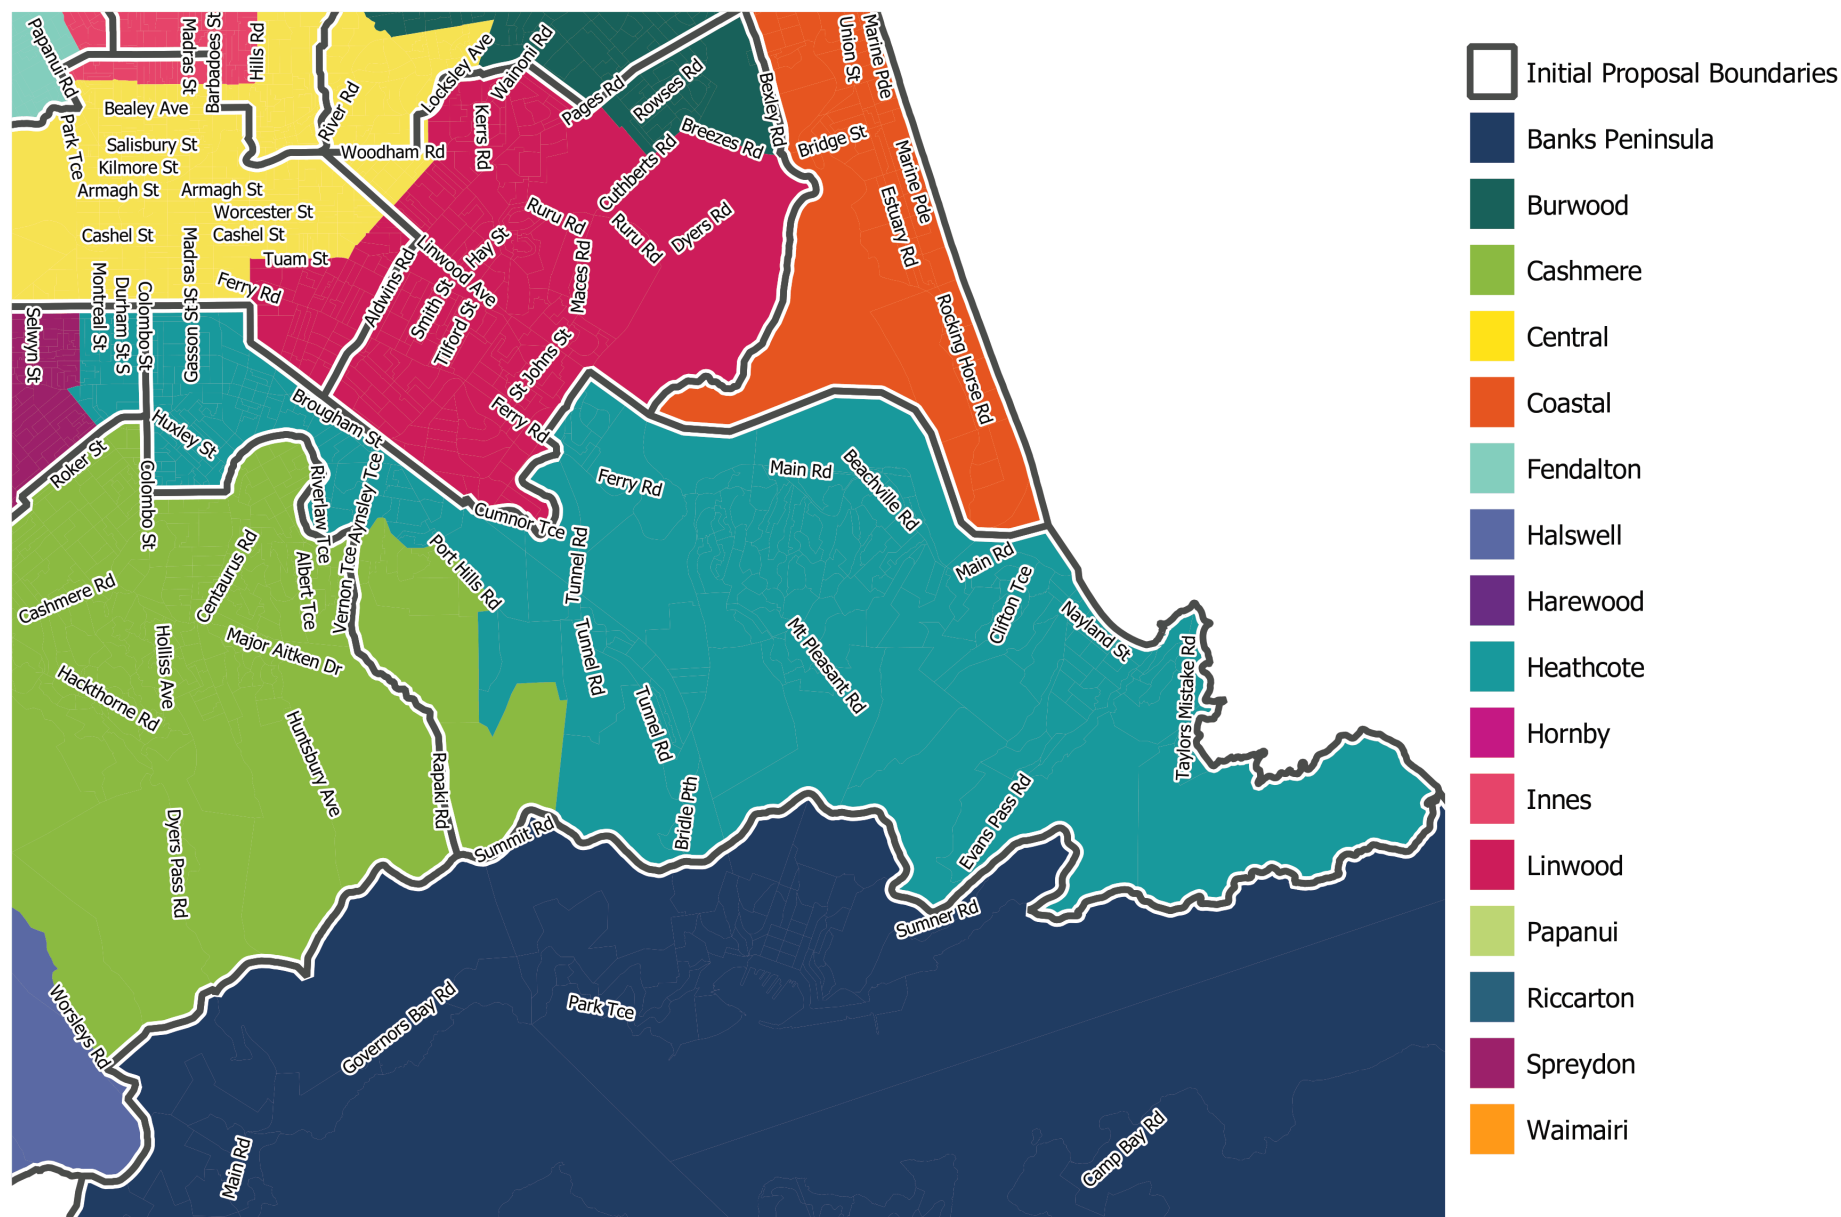 Papanui Rd
Madras St
Barbadoes St
Hills Rd
River Rd
Locksley Ave
Wainoni Rd
Pages Rd
Rowses Rd
Bexley Rd
Union St
Marine Pde
Bealey Ave
Park Tce
Salisbury St
Kilmore St
Armagh St
Armagh St
Worcester St
Cashel St
Cashel St
Tuam St
Woodham Rd
Kerrs Rd
Breezes Rd
Cuthberts Rd
Bridge St
Marine Pde
Estuary Rd
Ruru Rd
Ruru Rd
Dyers Rd
Hay St
Linwood Ave
Aldwins Rd
Maces Rd
Smith St
Tilford St
St Johns St
Ferry Rd
Madras St
Gasson St
Montreal St
Durham St S
Colombo St
Selwyn St
Rocking Horse Rd
Brougham St
Ferry Rd
Huxley St
Roker St
Colombo St
Riverlaw Tce
Aynsley Tce
Cumnor Tce
Ferry Rd
Main Rd
Beachville Rd
Port Hills Rd
Tunnel Rd
Main Rd
Clifton Tce
Nayland St
Cashmere Rd
Centaurus Rd
Albert Tce
Vernon Tce
Holliss Ave
Major Aitken Dr
Hackthorne Rd
Huntsbury Ave
Tunnel Rd
Mt Pleasant Rd
Tunnel Rd
Taylors Mistake Rd
Rapaki Rd
Bridle Pth
Evans Pass Rd
Dyers Pass Rd
Summit Rd
Sumner Rd
Worsleys Rd
Governors Bay Rd
Park Tce
Main Rd
Camp Bay Rd
Initial Proposal Boundaries
Banks Peninsula
Burwood
Cashmere
Central
Coastal
Fendalton
Halswell
Harewood
Heathcote
Hornby
Innes
Linwood
Papanui
Riccarton
Spreydon
Waimairi